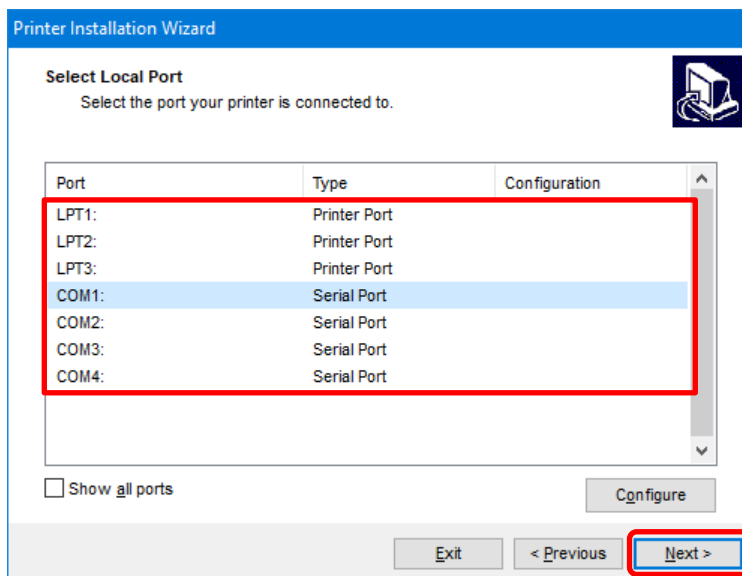 Printer Installation Wizard
Select Local Port
Select the port your printer is connected to.
Port Type Configuration
LPT1: Printer Port
LPT2: Printer Port
LPT3: Printer Port
COM1: Serial Port
COM2: Serial Port
COM3: Serial Port
COM4: Serial Port
Show all ports
Configure
Exit < Previous Next >